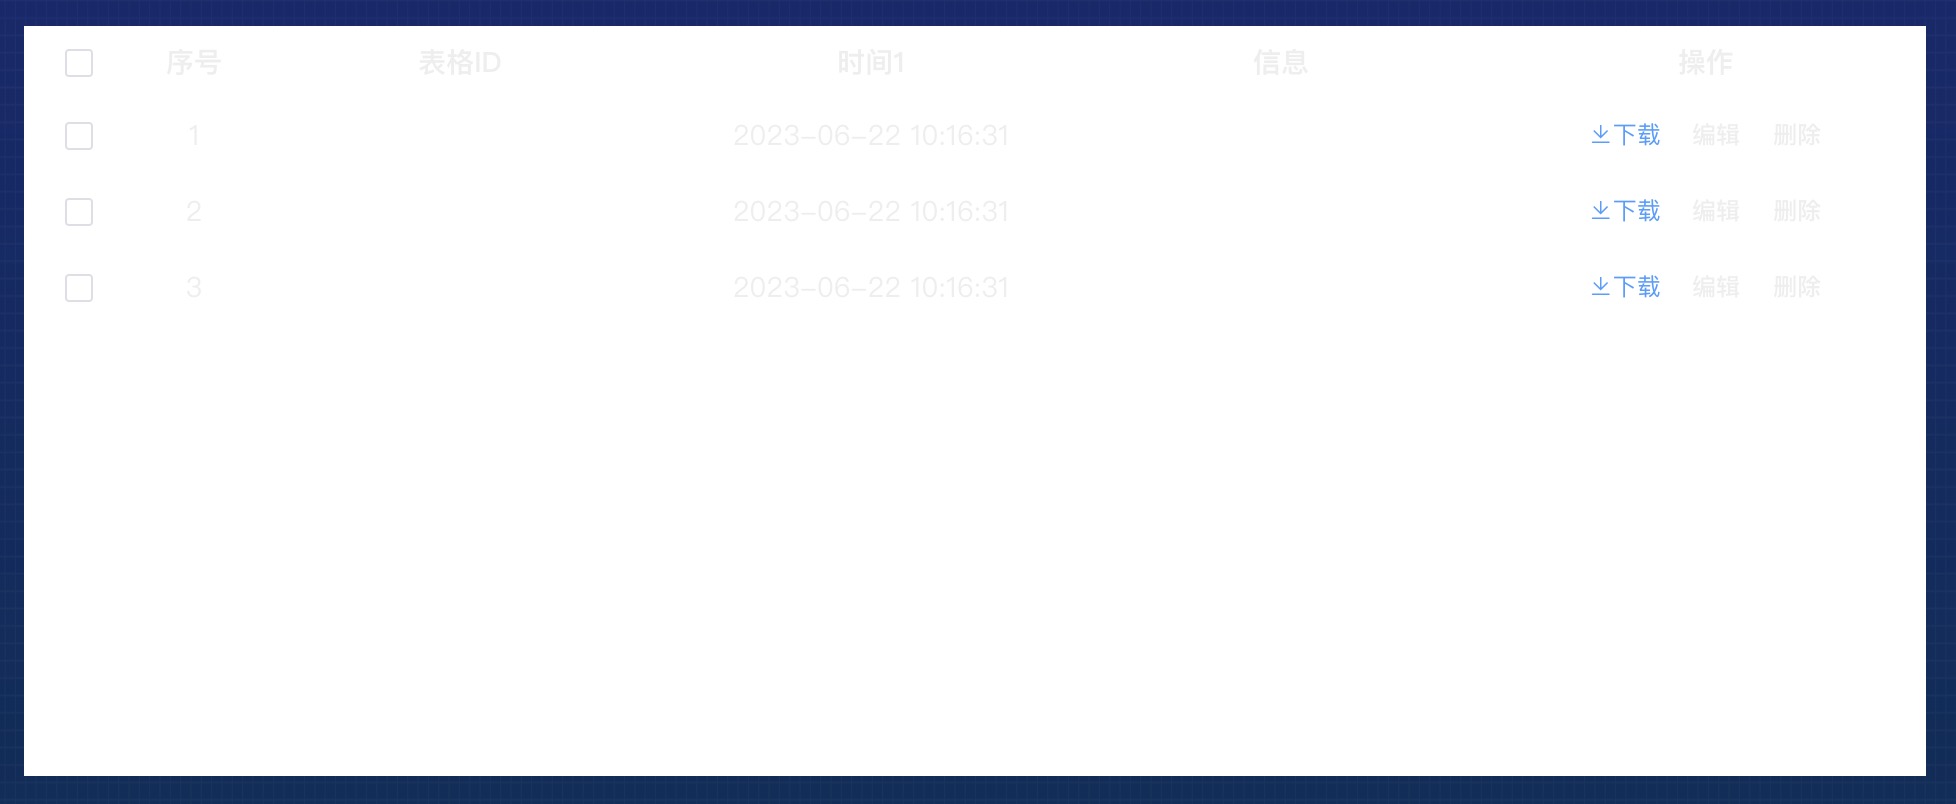 序号 表格ID 时间1 信息 操作
1 2023-06-22 10:16:31 下载 编辑 删除
2 2023-06-22 10:16:31 下载 编辑 删除
3 2023-06-22 10:16:31 下载 编辑 删除